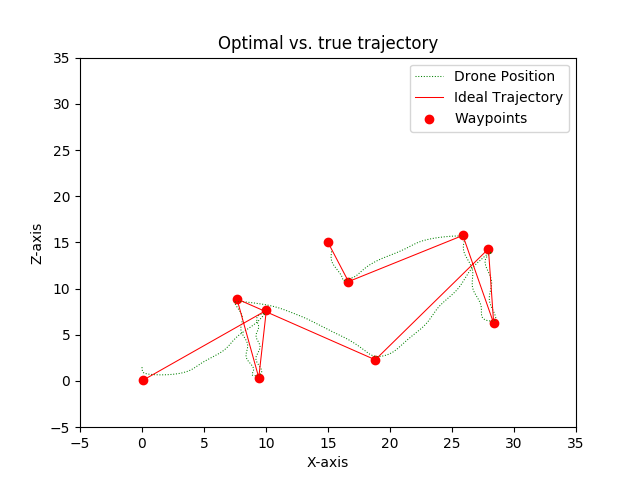 Optimal vs. true trajectory
Drone Position
Ideal Trajectory
Waypoints
Z-axis
35
30
25
20
15
10
5
0
−5
−5 0 5 10 15 20 25 30 35
X-axis